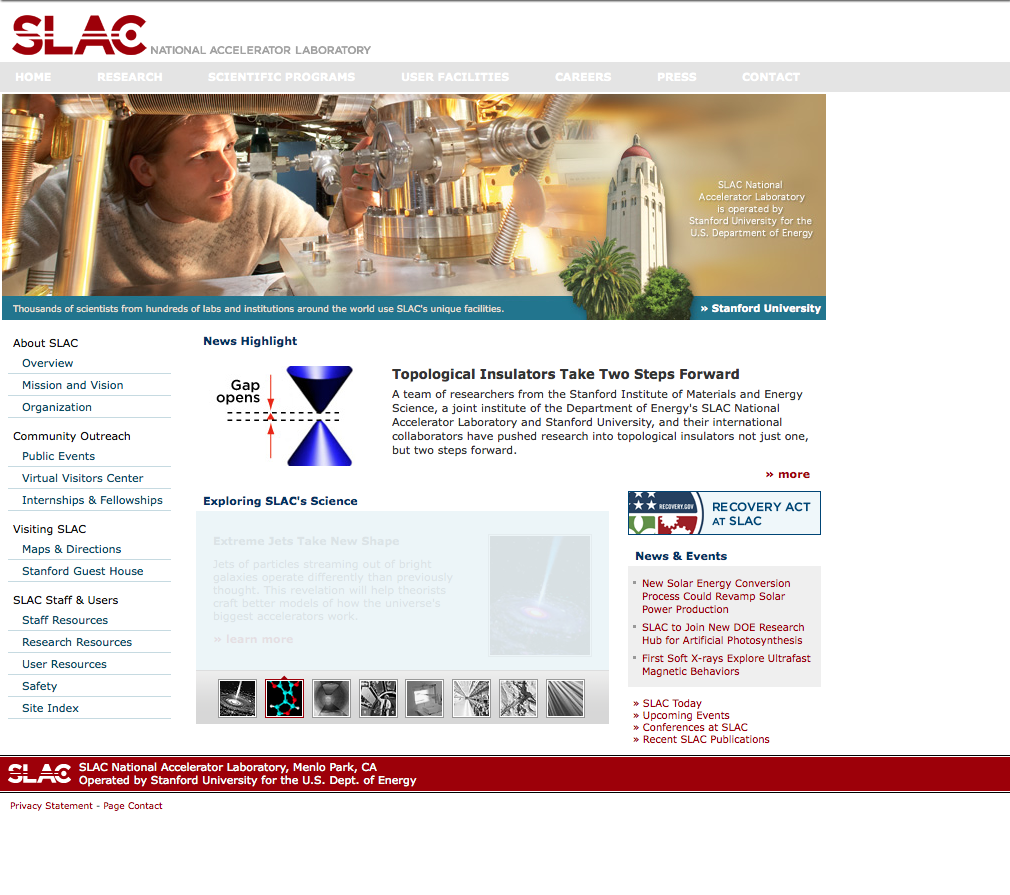 SLAC NATIONAL ACCELERATOR LABORATORY
HOME RESEARCH SCIENTIFIC PROGRAMS USER FACILITIES CAREERS PRESS CONTACT
SLAC National
Accelerator Laboratory
is operated by
Stanford University for the
U.S. Department of Energy
Thousands of scientists from hundreds of labs and institutions around the world use SLAC's unique facilities.
» Stanford University
About SLAC
Overview
Mission and Vision
Organization
Community Outreach
Public Events
Virtual Visitors Center
Internships & Fellowships
Visiting SLAC
Maps & Directions
Stanford Guest House
SLAC Staff & Users
Staff Resources
Research Resources
User Resources
Safety
Site Index
News Highlight
Gap
opens
Topological Insulators Take Two Steps Forward
A team of researchers from the Stanford Institute of Materials and Energy
Science, a joint institute of the Department of Energy's SLAC National
Accelerator Laboratory and Stanford University, and their international
collaborators have pushed research into topological insulators not just one,
but two steps forward.
» more
Exploring SLAC's Science
Extreme Jets Take New Shape
Jets of particles streaming out of bright
galaxies operate differently than previously
thought. This revelation will help theorists
craft better models of how the universe's
biggest accelerators work.
» learn more
RECOVERY.GOV
RECOVERY ACT
AT SLAC
News & Events
New Solar Energy Conversion
Process Could Revamp Solar
Power Production
SLAC to Join New DOE Research
Hub for Artificial Photosynthesis
First Soft X-rays Explore Ultrafast
Magnetic Behaviors
» SLAC Today
» Upcoming Events
» Conferences at SLAC
» Recent SLAC Publications
SLAC
SLAC National Accelerator Laboratory, Menlo Park, CA
Operated by Stanford University for the U.S. Dept. of Energy
Privacy Statement - Page Contact